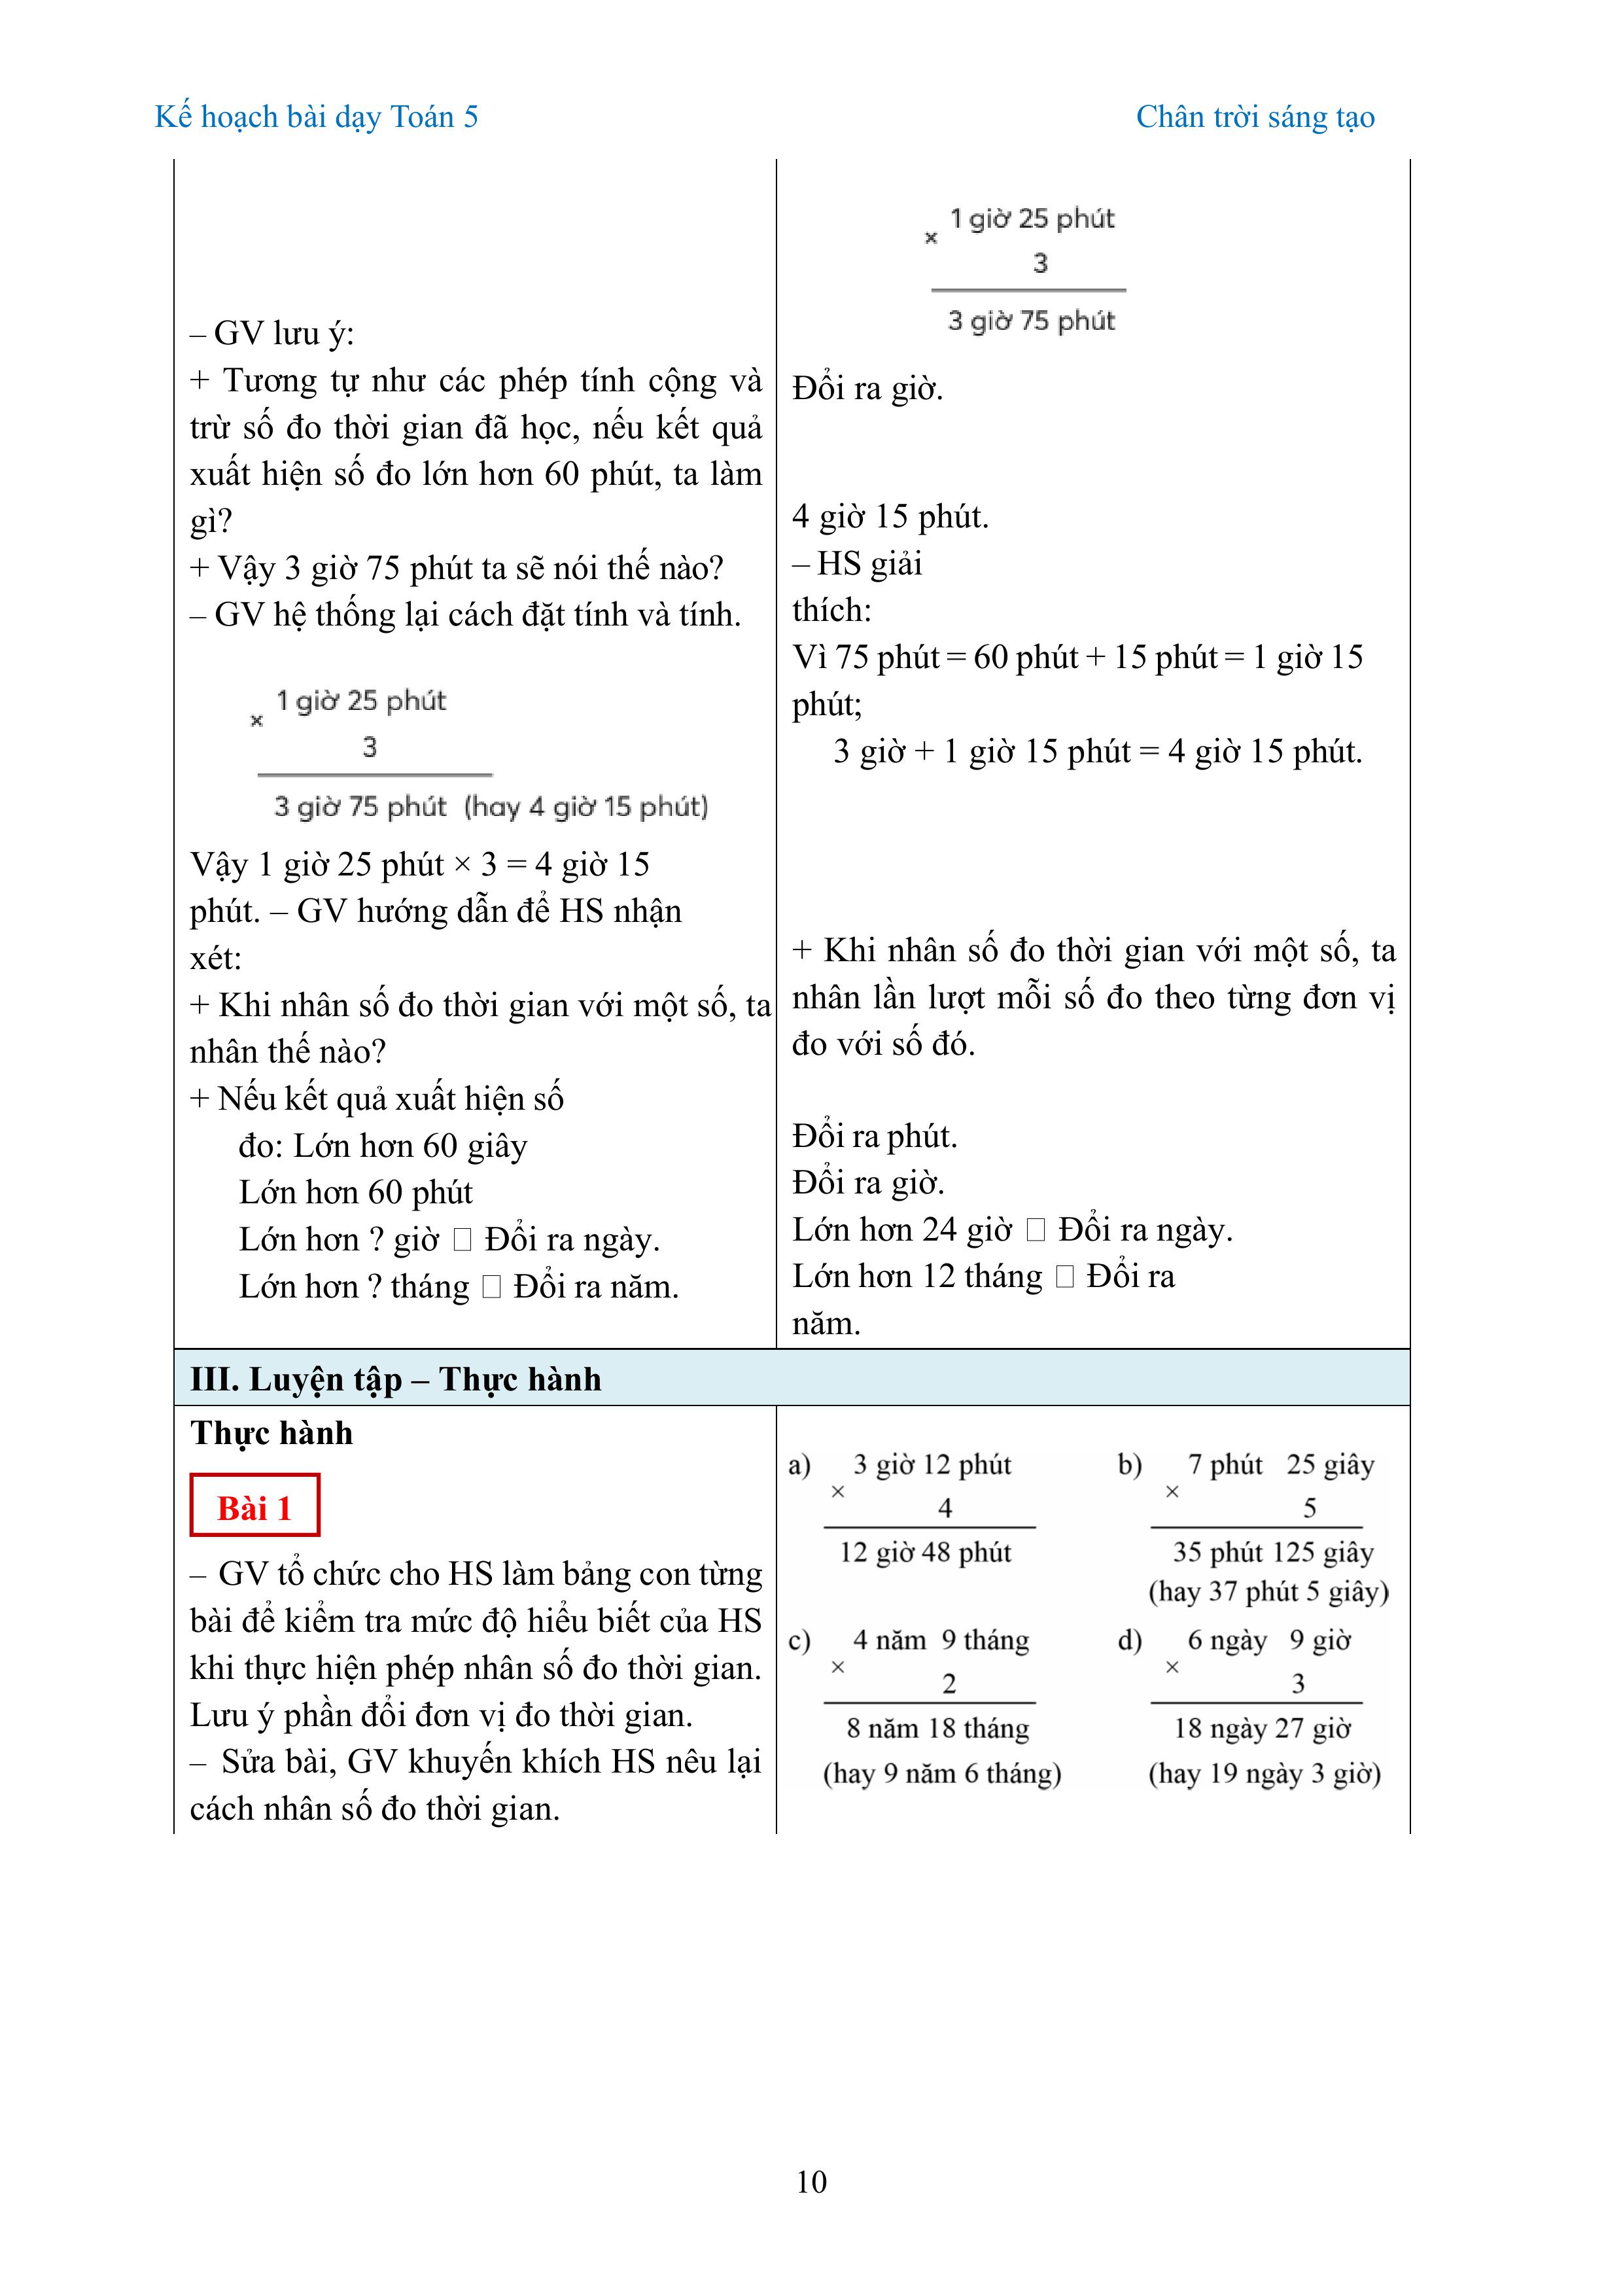 Kế hoạch bài dạy Toán 5
Chân trời sáng tạo
– GV lưu ý:
+ Tương tự như các phép tính cộng và
trừ số đo thời gian đã học, nếu kết quả
xuất hiện số đo lớn hơn 60 phút, ta làm
gì?
+ Vậy 3 giờ 75 phút ta sẽ nói thế nào?
– GV hệ thống lại cách đặt tính và tính.
1 giờ 25 phút
×
3
3 giờ 75 phút (hay 4 giờ 15 phút)
Vậy 1 giờ 25 phút × 3 = 4 giờ 15
phút. – GV hướng dẫn để HS nhận
xét:
+ Khi nhân số đo thời gian với một số, ta
nhân thế nào?
+ Nếu kết quả xuất hiện số
đo: Lớn hơn 60 giây
Lớn hơn 60 phút
Lớn hơn ? giờ □ Đổi ra ngày.
Lớn hơn ? tháng □ Đổi ra năm.
1 giờ 25 phút
×
3
3 giờ 75 phút
Đổi ra giờ.
4 giờ 15 phút.
– HS giải
thích:
Vì 75 phút = 60 phút + 15 phút = 1 giờ 15
phút;
3 giờ + 1 giờ 15 phút = 4 giờ 15 phút.
+ Khi nhân số đo thời gian với một số, ta
nhân lần lượt mỗi số đo theo từng đơn vị
đo với số đó.
Đổi ra phút.
Đổi ra giờ.
Lớn hơn 24 giờ □ Đổi ra ngày.
Lớn hơn 12 tháng □ Đổi ra
năm.
III. Luyện tập – Thực hành
Thực hành
Bài 1
– GV tổ chức cho HS làm bảng con từng
bài để kiểm tra mức độ hiểu biết của HS
khi thực hiện phép nhân số đo thời gian.
Lưu ý phần đổi đơn vị đo thời gian.
– Sửa bài, GV khuyến khích HS nêu lại
cách nhân số đo thời gian.
a) 3 giờ 12 phút
×
4
12 giờ 48 phút
b) 7 phút 25 giây
×
5
35 phút 125 giây
(hay 37 phút 5 giây)
c) 4 năm 9 tháng
×
2
8 năm 18 tháng
(hay 9 năm 6 tháng)
d) 6 ngày 9 giờ
×
3
18 ngày 27 giờ
(hay 19 ngày 3 giờ)
10